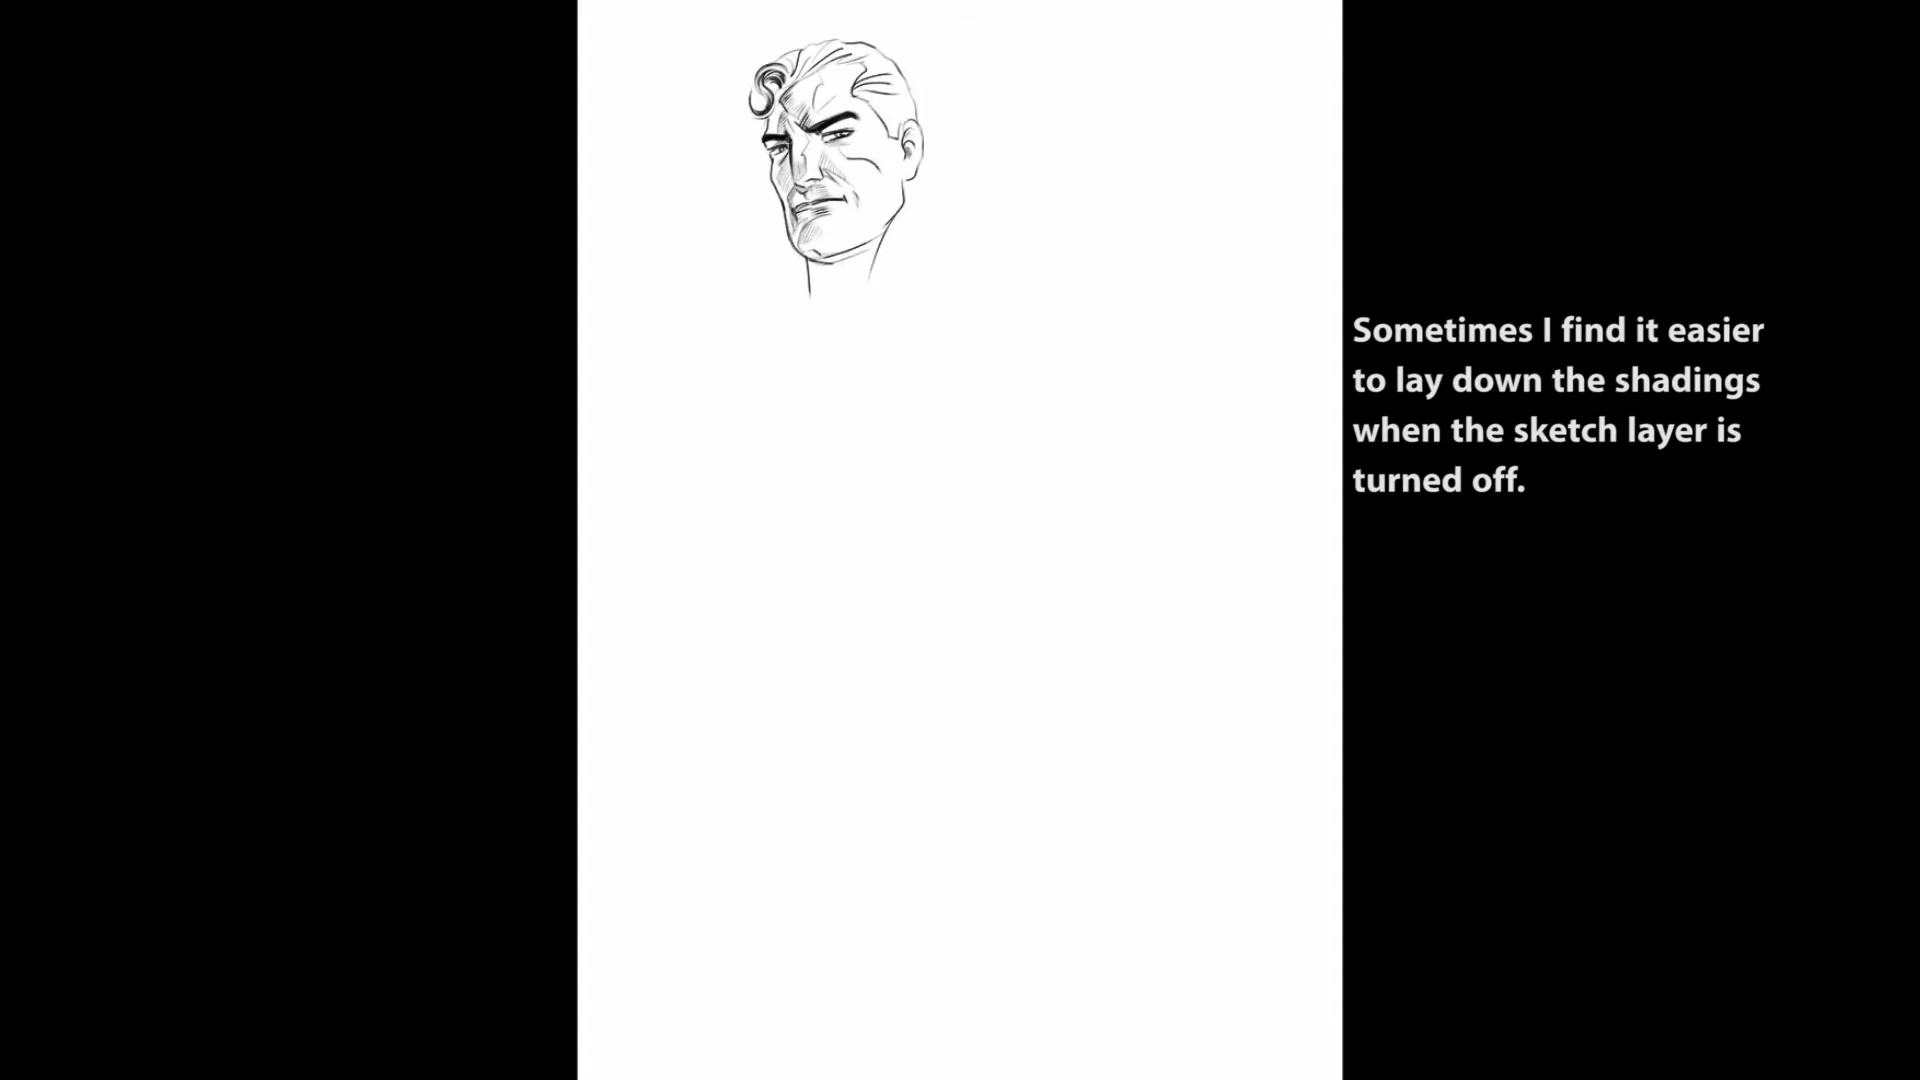 Sometimes I find it easier
to lay down the shadings
when the sketch layer is
turned off.